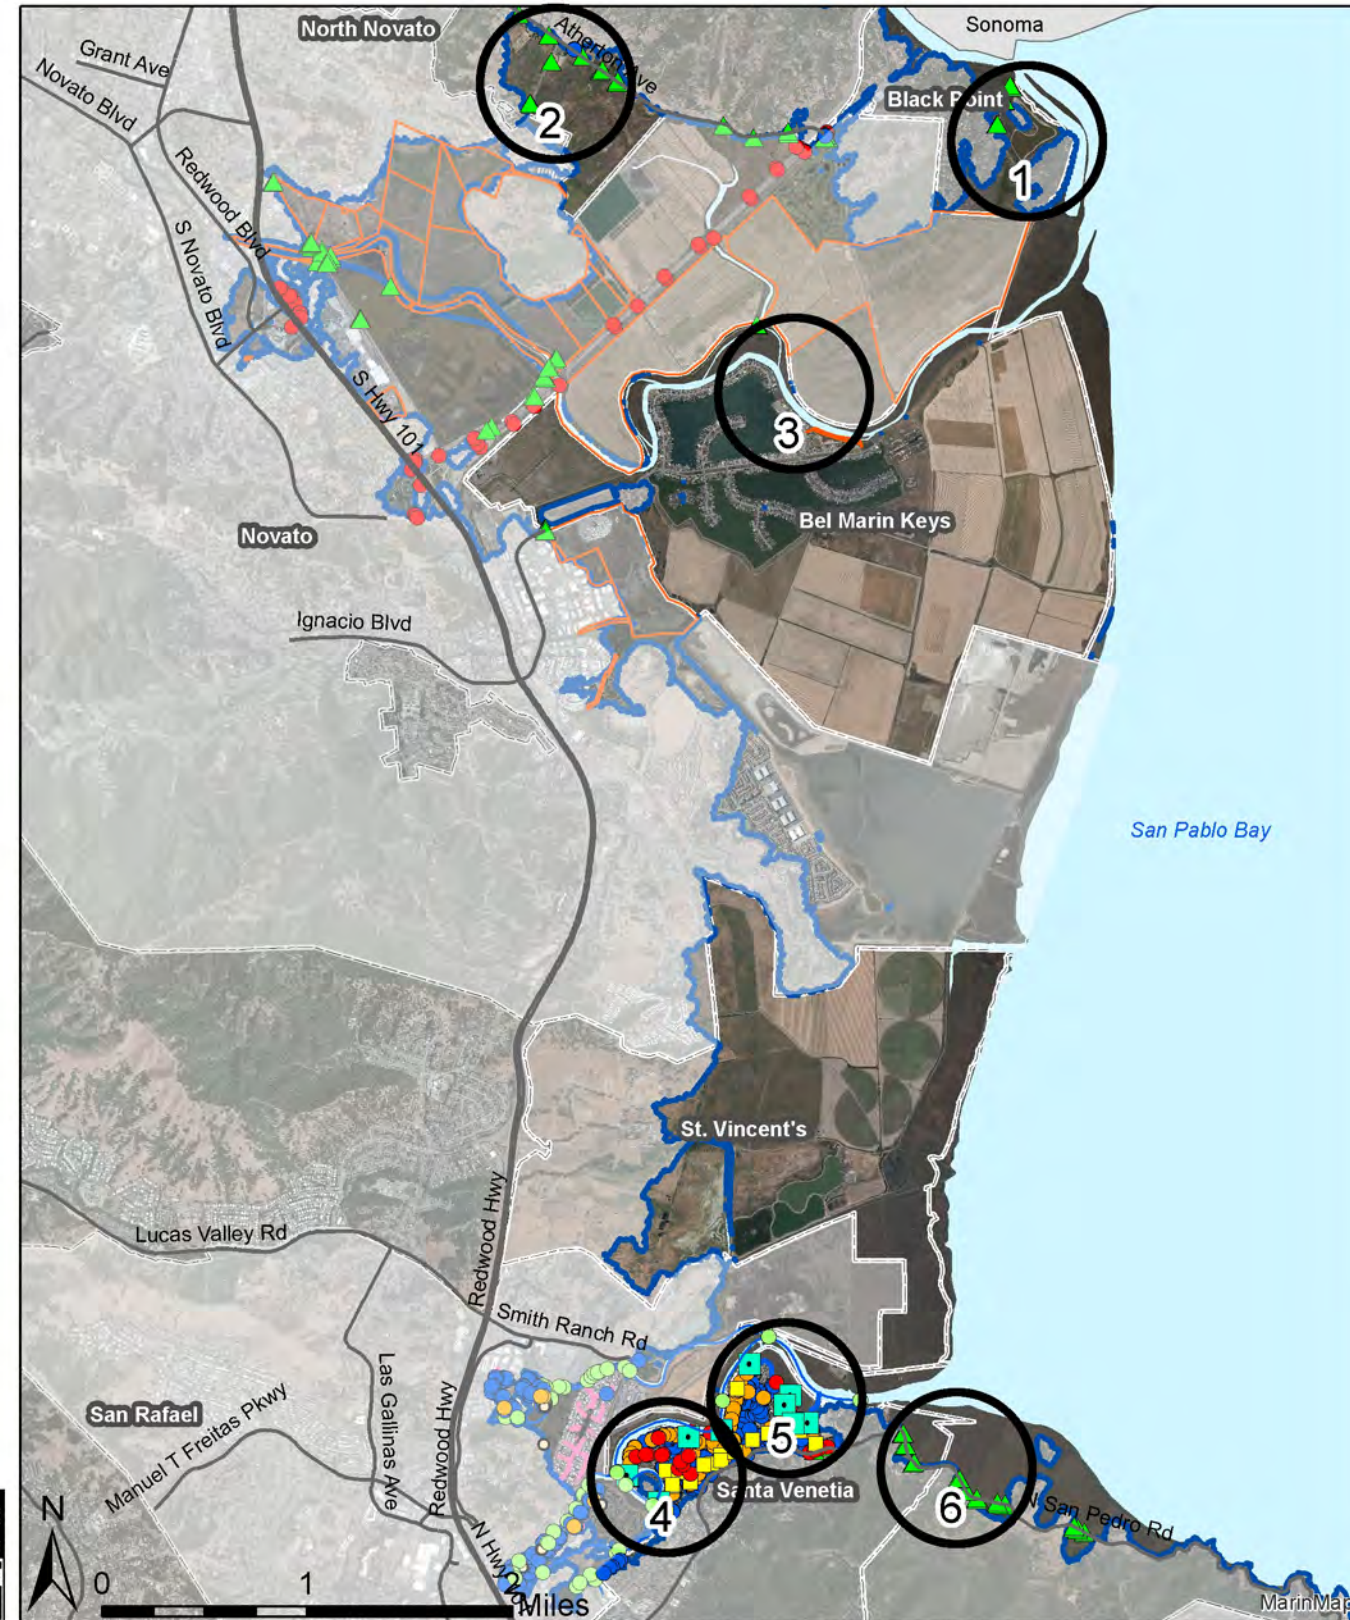 Sonoma
North Novato
Atherton Ave
Grant Ave
Novato Blvd
Black Point
2
1
Redwood Blvd
S Novato Blvd
S Hwy 101
3
Bel Marin Keys
Novato
Ignacio Blvd
San Pablo Bay
St. Vincent's
Lucas Valley Rd
Redwood Hwy
Smith Ranch Rd
Las Gallinas Ave
Redwood Hwy
San Rafael
Manuel T Freitas Pkwy
5
Santa Venetia
4
6
N San Pedro Rd
N
0 1 2 Miles
MarinMap